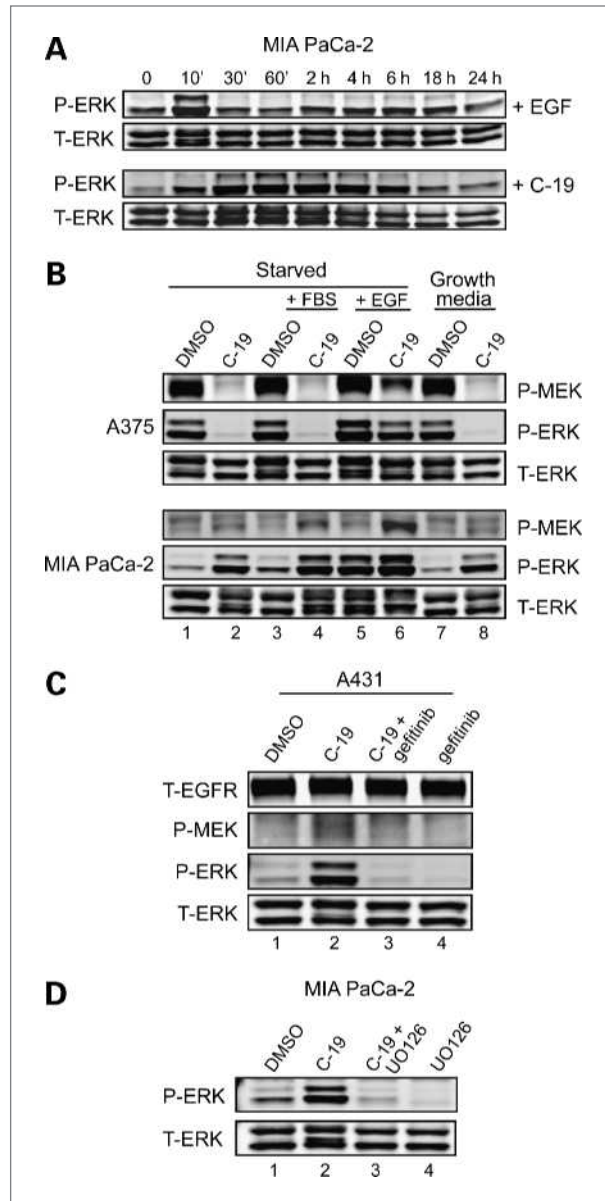 A
MIA PaCa-2
0 10' 30' 60' 2 h 4 h 6 h 18 h 24 h
P-ERK + EGF
T-ERK
P-ERK + C-19
T-ERK
B
Starved Growth media
+ FBS + EGF
DMSO C-19 DMSO C-19 DMSO C-19 DMSO C-19
P-MEK
A375 P-ERK
T-ERK
P-MEK
MIA PaCa-2 P-ERK
T-ERK
1 2 3 4 5 6 7 8
C
A431
DMSO C-19 C-19 + gefitinib gefitinib
T-EGFR
P-MEK
P-ERK
T-ERK
1 2 3 4
D
MIA PaCa-2
DMSO C-19 C-19 + UO126 UO126
P-ERK
T-ERK
1 2 3 4